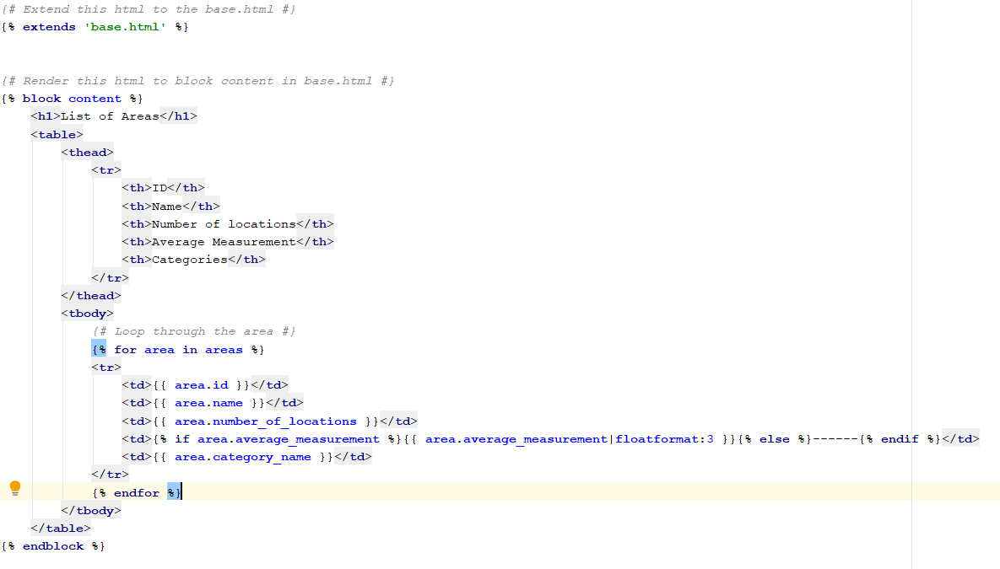 {# Extend this html to the base.html #}
{% extends 'base.html' %}
{# Render this html to block content in base.html #}
{% block content %}
<h1>List of Areas</h1>
<table>
<thead>
<tr>
<th>ID</th>
<th>Name</th>
<th>Number of locations</th>
<th>Average Measurement</th>
<th>Categories</th>
</tr>
</thead>
<tbody>
{# Loop through the area #}
{% for area in areas %}
<tr>
<td>{{ area.id }}</td>
<td>{{ area.name }}</td>
<td>{{ area.number_of_locations }}</td>
<td>{% if area.average_measurement %}{{ area.average_measurement|floatformat:3 }}{% else %}------{% endif %}</td>
<td>{{ area.category_name }}</td>
</tr>
{% endfor %}
</tbody>
</table>
{% endblock %}